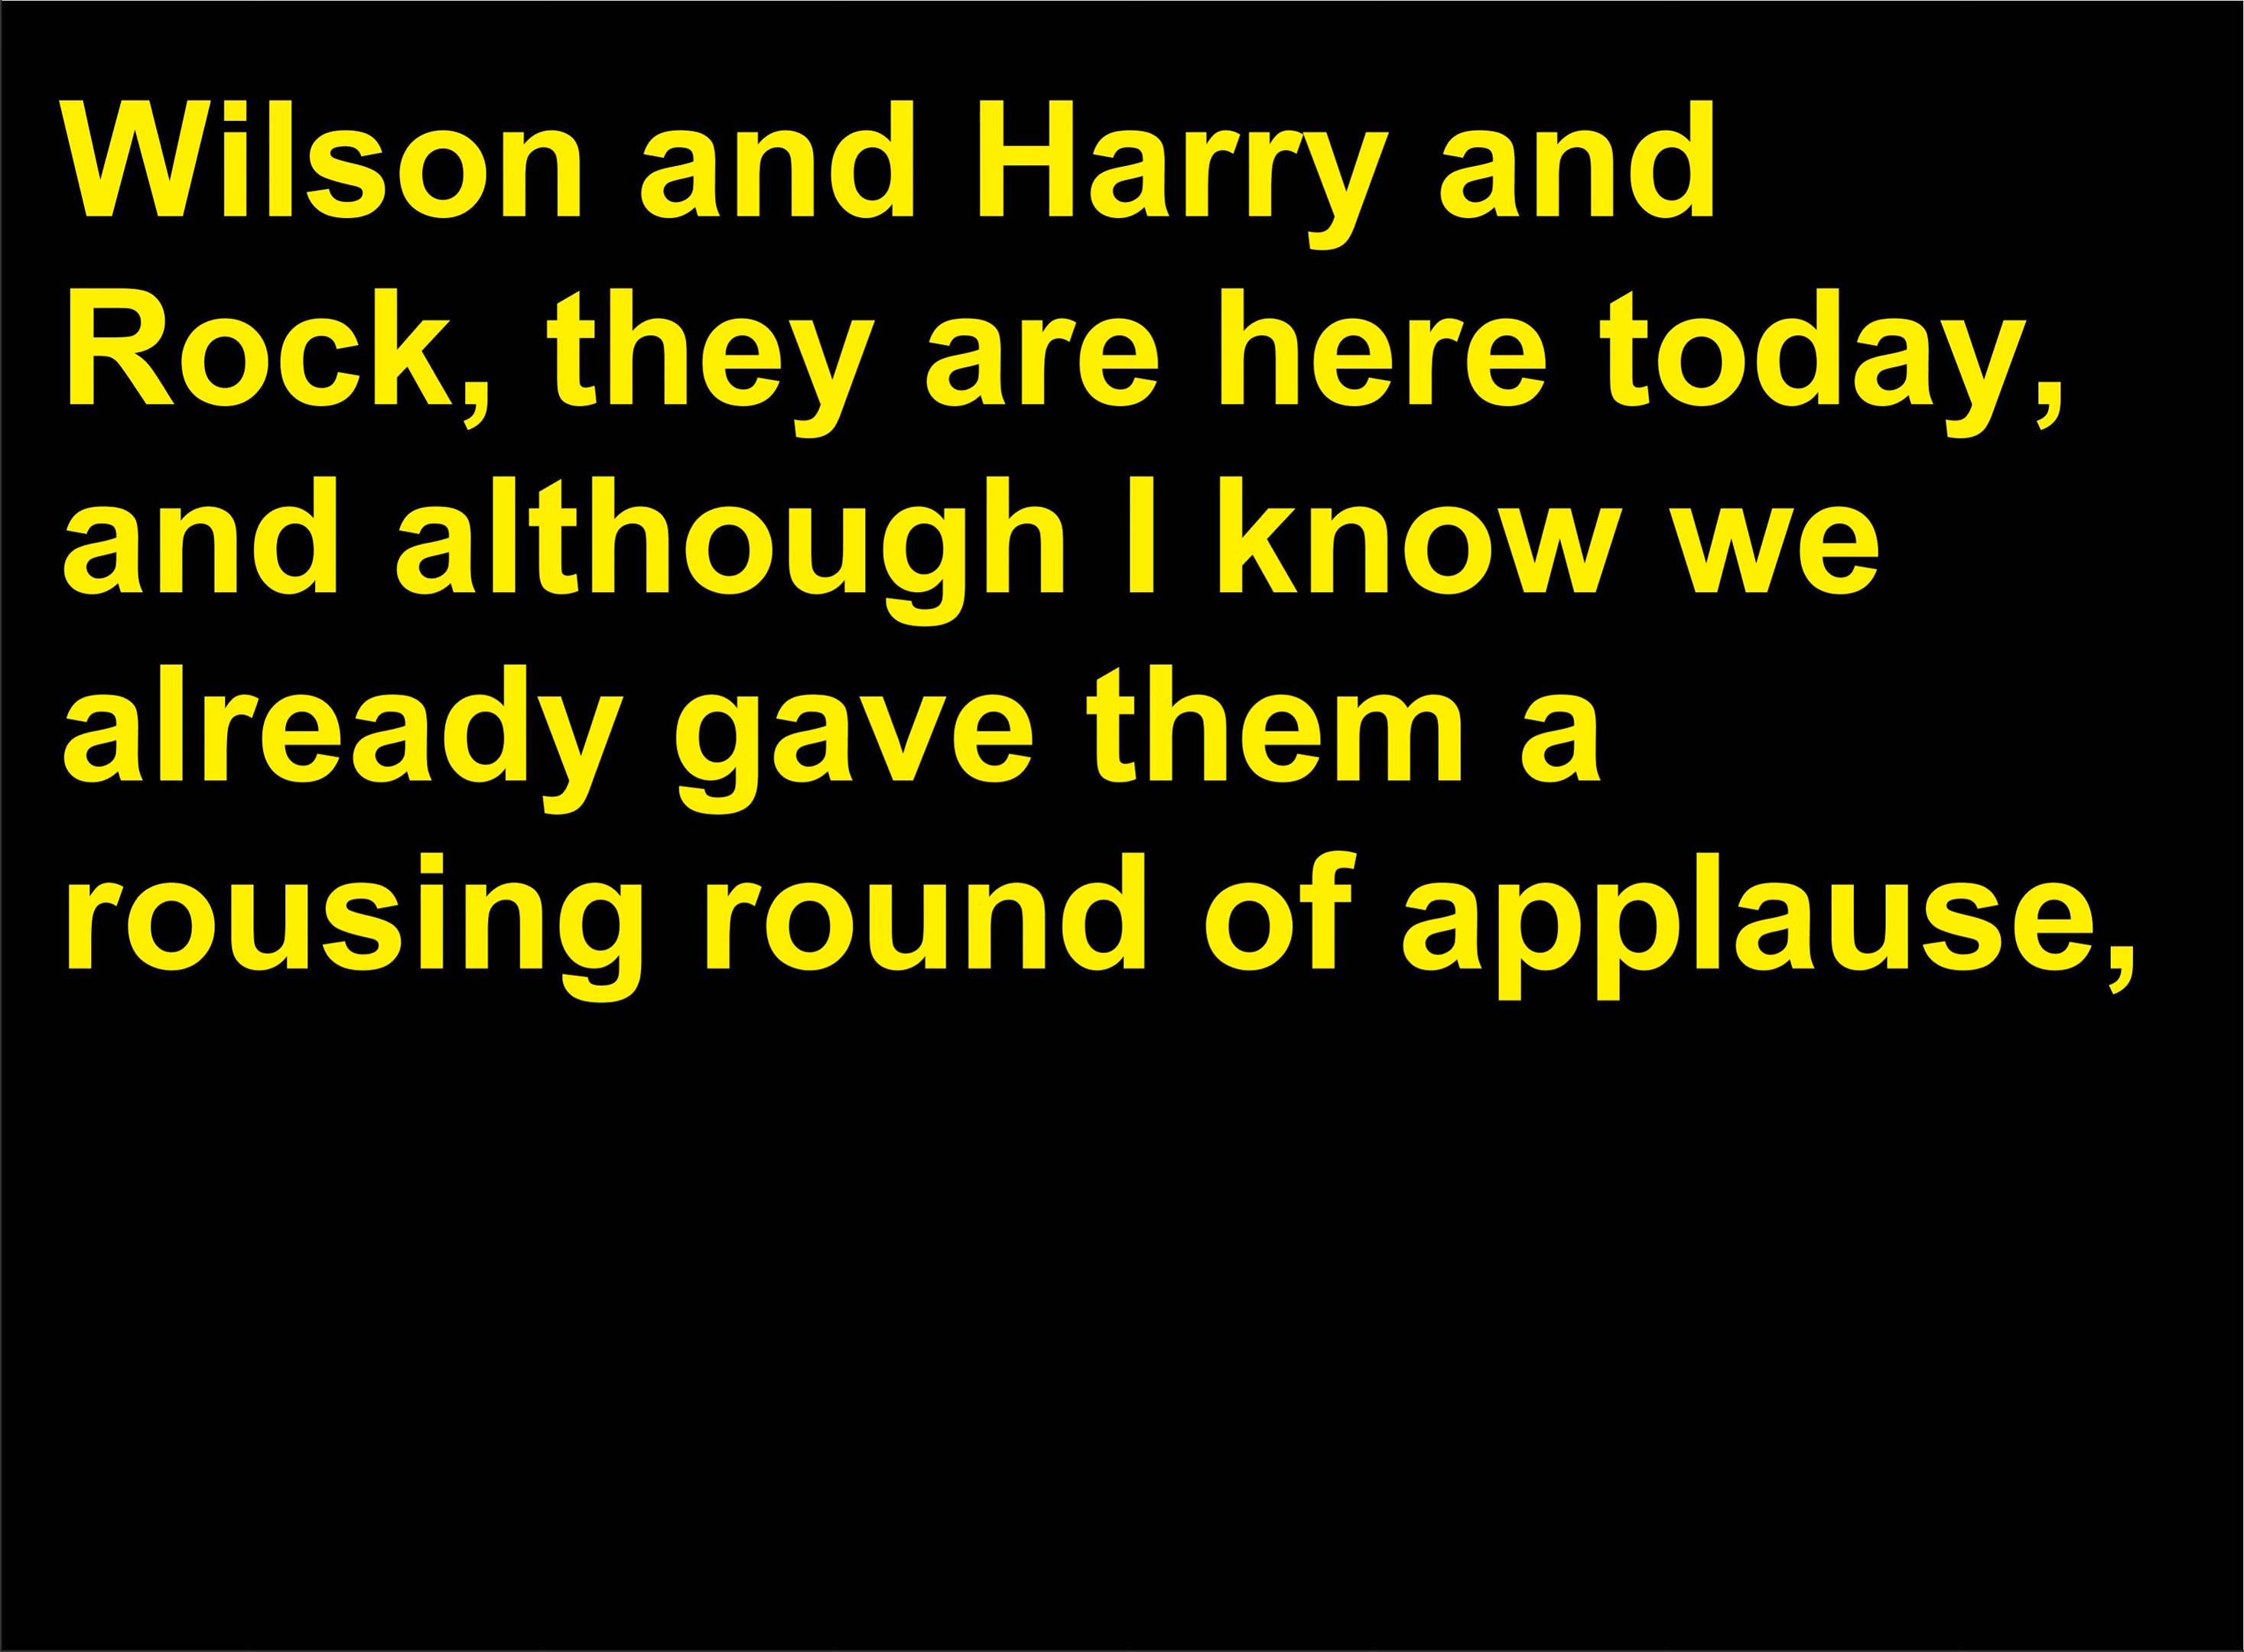 Wilson and Harry and
Rock, they are here today,
and although I know we
already gave them a
rousing round of applause,